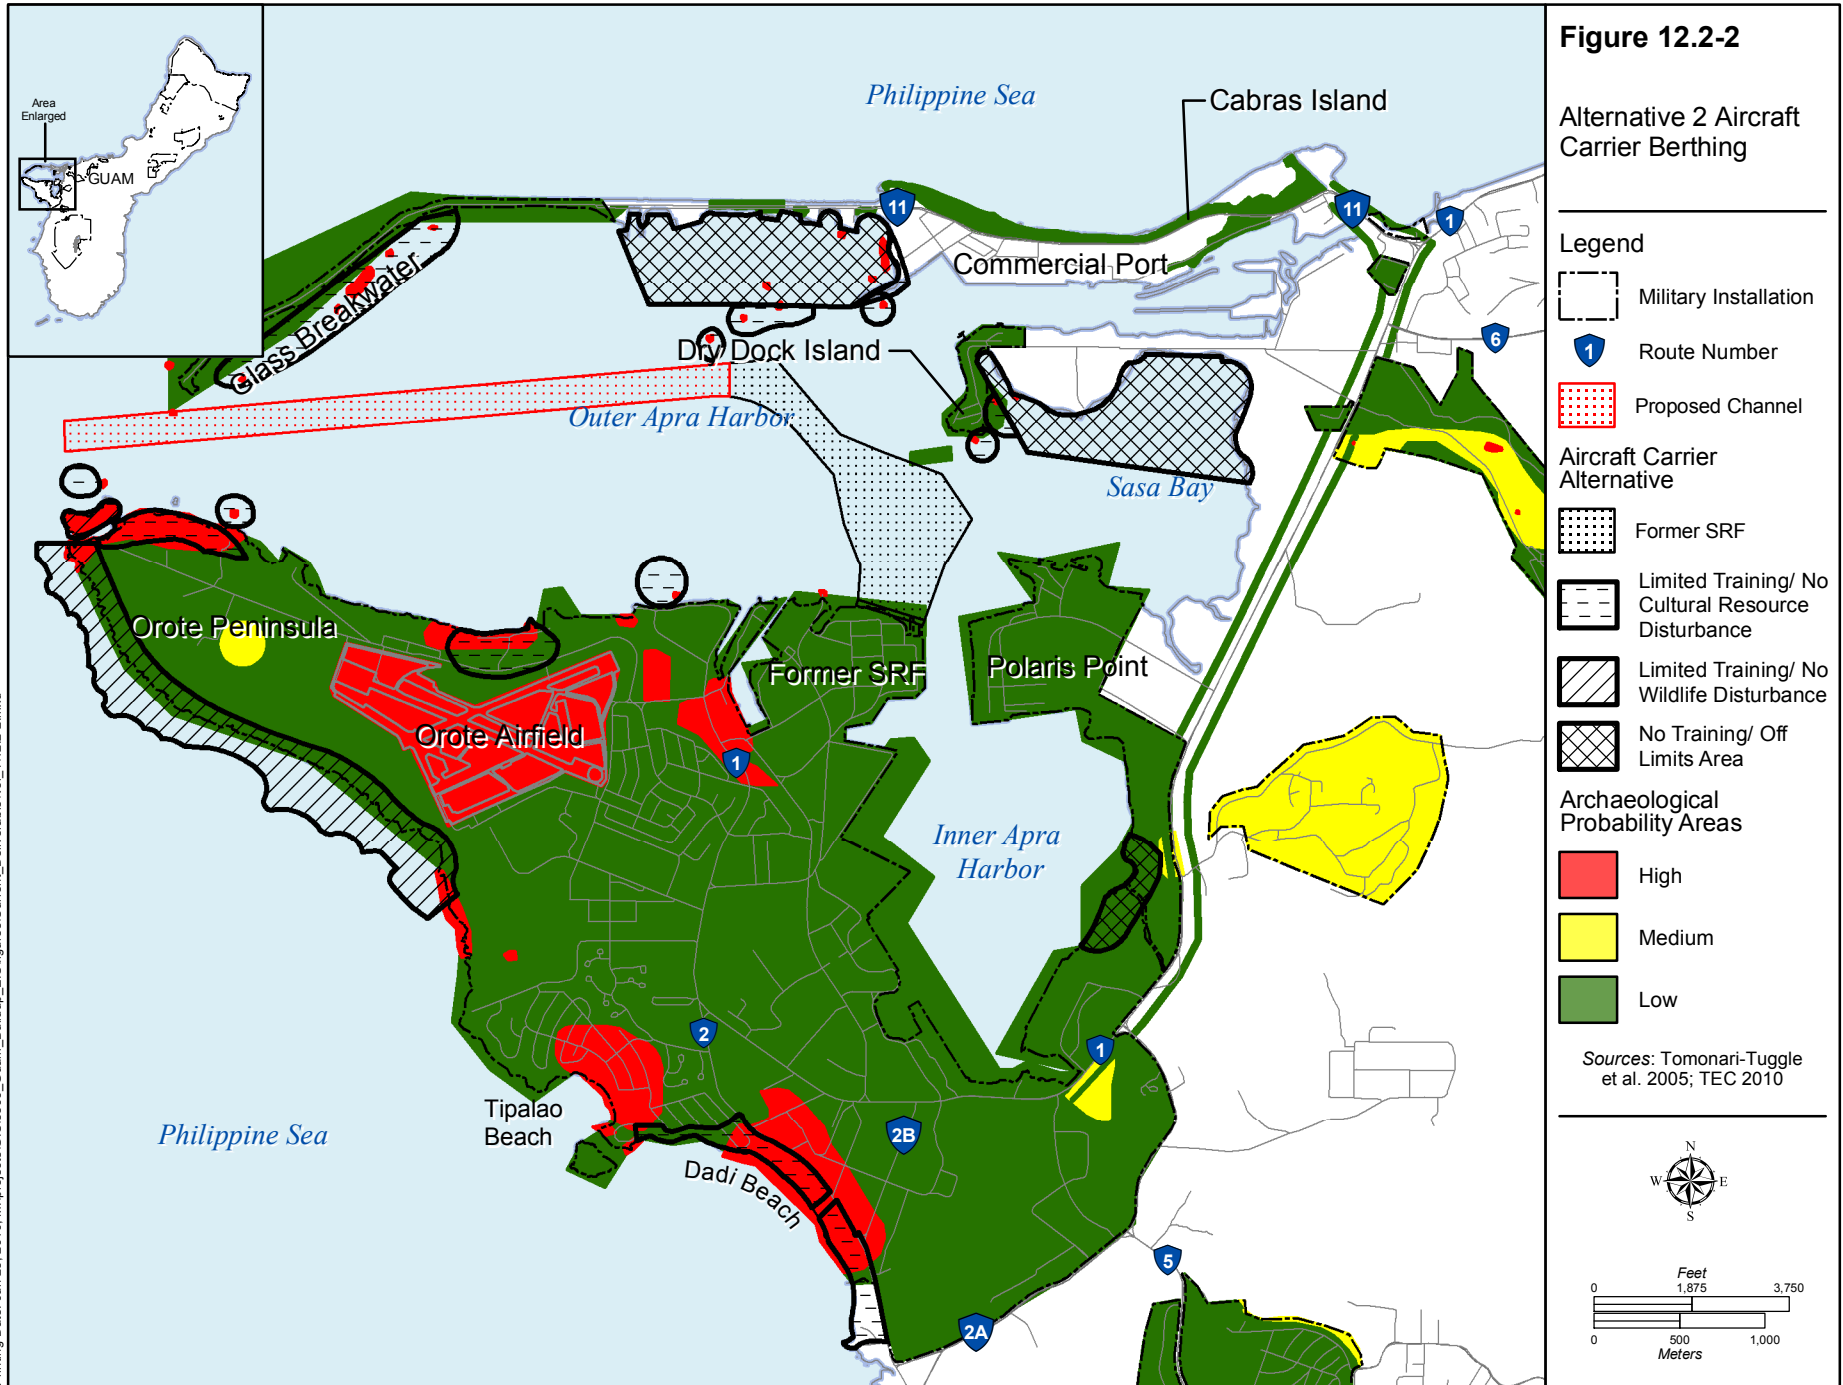 Figure 12.2-2
Alternative 2 Aircraft
Carrier Berthing
Legend
Military Installation
1
Route Number
Proposed Channel
Aircraft Carrier
Alternative
Former SRF
Limited Training/ No
Cultural Resource
Disturbance
Limited Training/ No
Wildlife Disturbance
No Training/ Off
Limits Area
Archaeological
Probability Areas
High
Medium
Low
Sources: Tomonari-Tuggle
et al. 2005; TEC 2010
N
W
E
S
Feet
0
1,875
3,750
0
500
1,000
Meters
Area
Enlarged
GUAM
Philippine Sea
Cabras Island
11
11
1
Commercial Port
Glass Breakwater
Dry Dock Island
6
Outer Apra Harbor
Sasa Bay
Orote Peninsula
Former SRF
Polaris Point
Orote Airfield
1
Inner Apra
Harbor
2
1
Tipalao
Beach
Philippine Sea
2B
Dadi Beach
5
2A